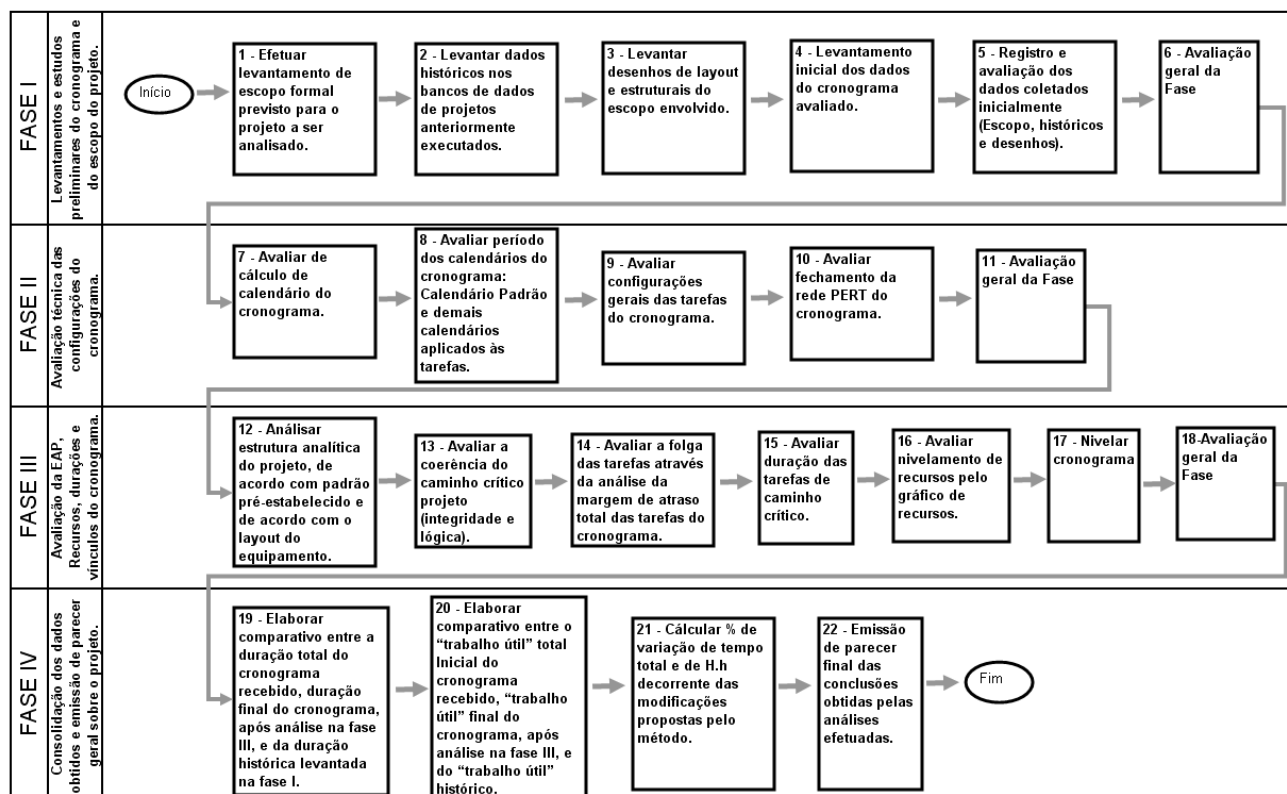 FASE I
Levantamentos e estudos
preliminares do cronograma e
do escopo do projeto.
Início
1 - Efetuar
levantamento de
escopo formal
previsto para o
projeto a ser
analisado.
2 - Levantar dados
históricos nos
bancos de dados
de projetos
anteriormente
executados.
3 - Levantar
desenhos de layout
e estruturais do
escopo envolvido.
4 - Levantamento
inicial dos dados
do cronograma
avaliado.
5 - Registro e
avaliação dos
dados coletados
inicialmente
(Escopo, históricos
e desenhos).
6 - Avaliação
geral da
Fase
FASE II
Avaliação técnica das
configurações do
cronograma.
7 - Avaliar de
cálculo de
calendário do
cronograma.
8 - Avaliar período
dos calendários do
cronograma:
Calendário Padrão
e demais
calendários
aplicados às
tarefas.
9 - Avaliar
configurações
gerais das tarefas
do cronograma.
10 - Avaliar
fechamento da
rede PERT do
cronograma.
11 - Avaliação
geral da Fase
FASE III
Avaliação da EAP,
Recursos, durações e
vínculos do cronograma.
12 - Análisar
estrutura analítica
do projeto, de
acordo com padrão
pré-estabelecido e
de acordo com o
layout do
equipamento.
13 - Avaliar a
coerência do
caminho crítico
projeto
(integridade e
lógica).
14 - Avaliar a folga
das tarefas através
da análise da
margem de atraso
total das tarefas do
cronograma.
15 - Avaliar
duração das
tarefas de
caminho
crítico.
16 - Avaliar
nivelamento de
recursos pelo
gráfico de
recursos.
17 - Nivelar
cronograma
18-Avaliação
geral da
Fase
FASE IV
Consolidação dos dados
obtidos e emissão de parecer
geral sobre o projeto.
19 - Elaborar
comparativo entre a
duração total do
cronograma
recebido, duração
final do cronograma,
após análise na fase
III, e da duração
histórica levantada
na fase I.
20 - Elaborar
comparativo entre o
“trabalho útil” total
Inicial do
cronograma
recebido, “trabalho
útil” final do
cronograma, após
análise na fase III, e
do “trabalho útil”
histórico.
21 - Cálcular % de
variação de tempo
total e de H.h
decorrente das
modificações
propostas pelo
método.
22 - Emissão
de parecer
final das
conclusões
obtidas pelas
análises
efetuadas.
Fim